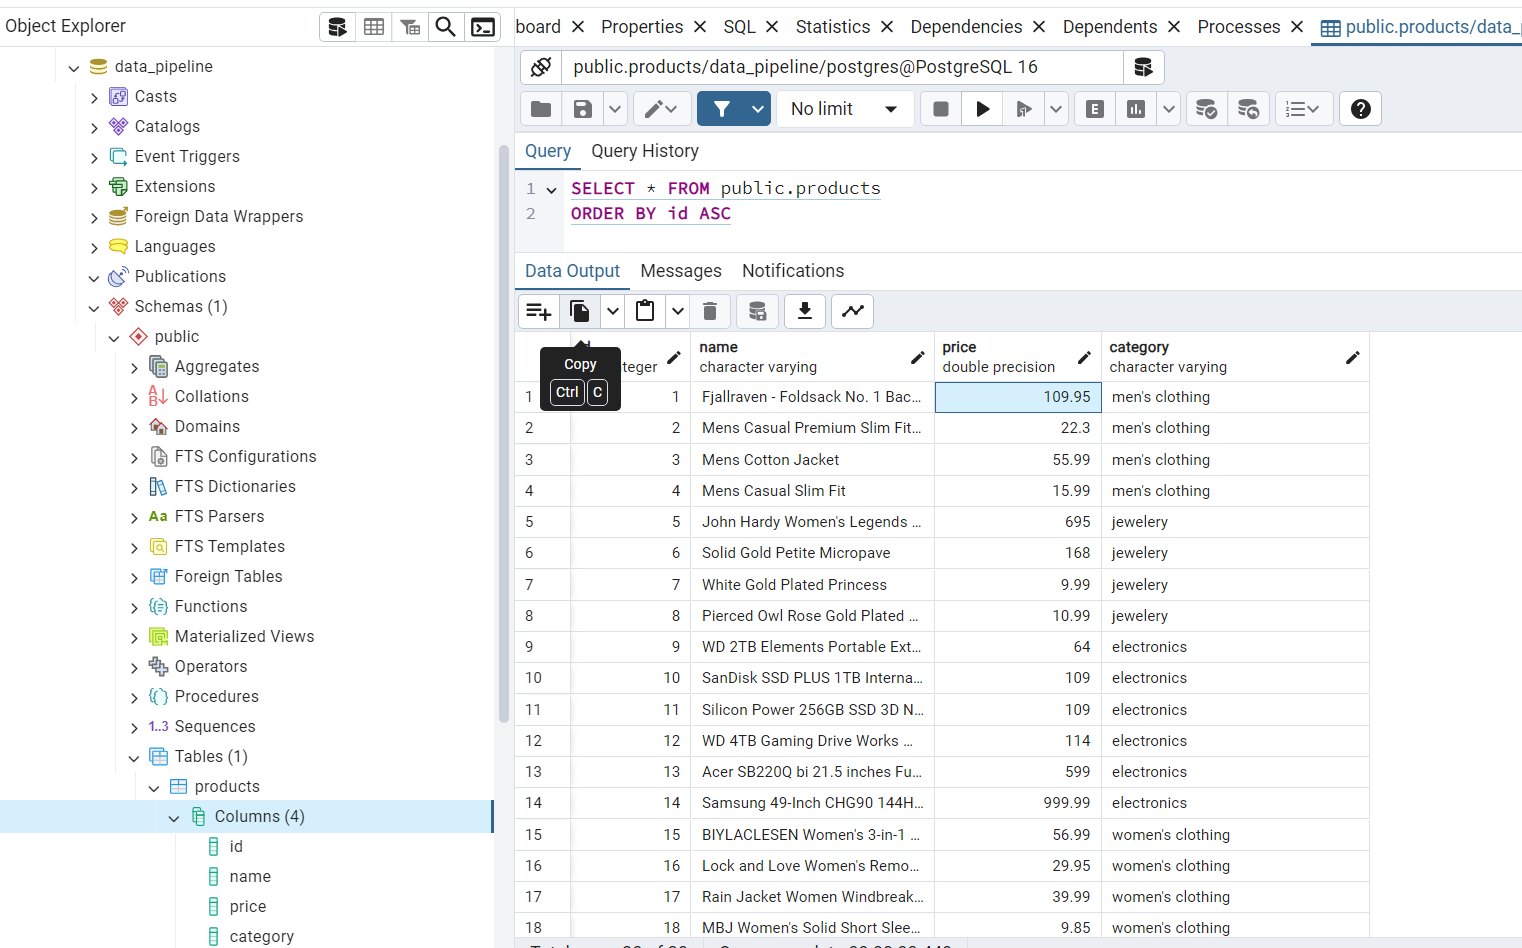 Object Explorer
board Properties SQL Statistics Dependencies Dependents Processes public.products/data_
public.products/data_pipeline/postgres@PostgreSQL 16
No limit
E
Query Query History
1 SELECT * FROM public.products
2 ORDER BY id ASC
Data Output Messages Notifications
Copy
Ctrl C
data_pipeline
Casts
Catalogs
Event Triggers
Extensions
Foreign Data Wrappers
Languages
Publications
Schemas (1)
public
Aggregates
Collations
Domains
FTS Configurations
FTS Dictionaries
Aa FTS Parsers
FTS Templates
Foreign Tables
Functions
Materialized Views
Operators
Procedures
1..3 Sequences
Tables (1)
products
Columns (4)
id
name
price
category
name price category
teger character varying double precision character varying
1 1 Fjallraven - Foldsack No. 1 Bac... 109.95 men's clothing
2 2 Mens Casual Premium Slim Fit... 22.3 men's clothing
3 3 Mens Cotton Jacket 55.99 men's clothing
4 4 Mens Casual Slim Fit 15.99 men's clothing
5 5 John Hardy Women's Legends ... 695 jewelery
6 6 Solid Gold Petite Micropave 168 jewelery
7 7 White Gold Plated Princess 9.99 jewelery
8 8 Pierced Owl Rose Gold Plated ... 10.99 jewelery
9 9 WD 2TB Elements Portable Ext... 64 electronics
10 10 SanDisk SSD PLUS 1TB Interna... 109 electronics
11 11 Silicon Power 256GB SSD 3D N... 109 electronics
12 12 WD 4TB Gaming Drive Works ... 114 electronics
13 13 Acer SB220Q bi 21.5 inches Fu... 599 electronics
14 14 Samsung 49-Inch CHG90 144H... 999.99 electronics
15 15 BIYLACLESEN Women's 3-in-1 ... 56.99 women's clothing
16 16 Lock and Love Women's Remo... 29.95 women's clothing
17 17 Rain Jacket Women Windbreak... 39.99 women's clothing
18 18 MBJ Women's Solid Short Slee... 9.85 women's clothing